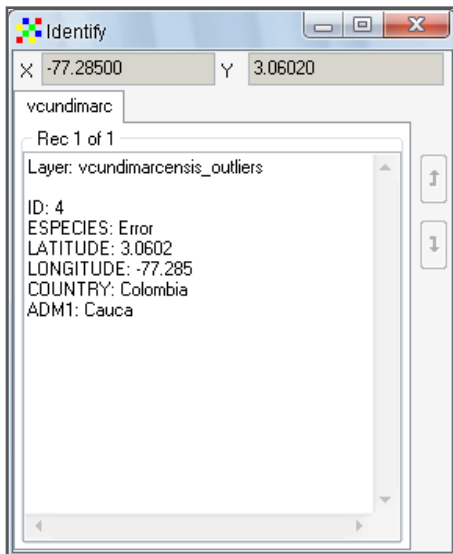 Identify
X -77.28500 Y 3.06020
vcundimarc
Rec 1 of 1
Layer: vcundimarcensis_outliers
ID: 4
ESPECIES: Error
LATITUDE: 3.0602
LONGITUDE: -77.285
COUNTRY: Colombia
ADM1: Cauca